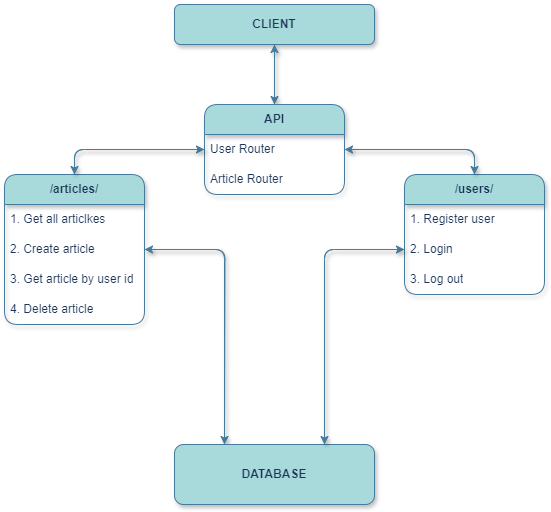 CLIENT
API
User Router
Article Router
/articles/
1. Get all articlkes
2. Create article
3. Get article by user id
4. Delete article
/users/
1. Register user
2. Login
3. Log out
DATABASE